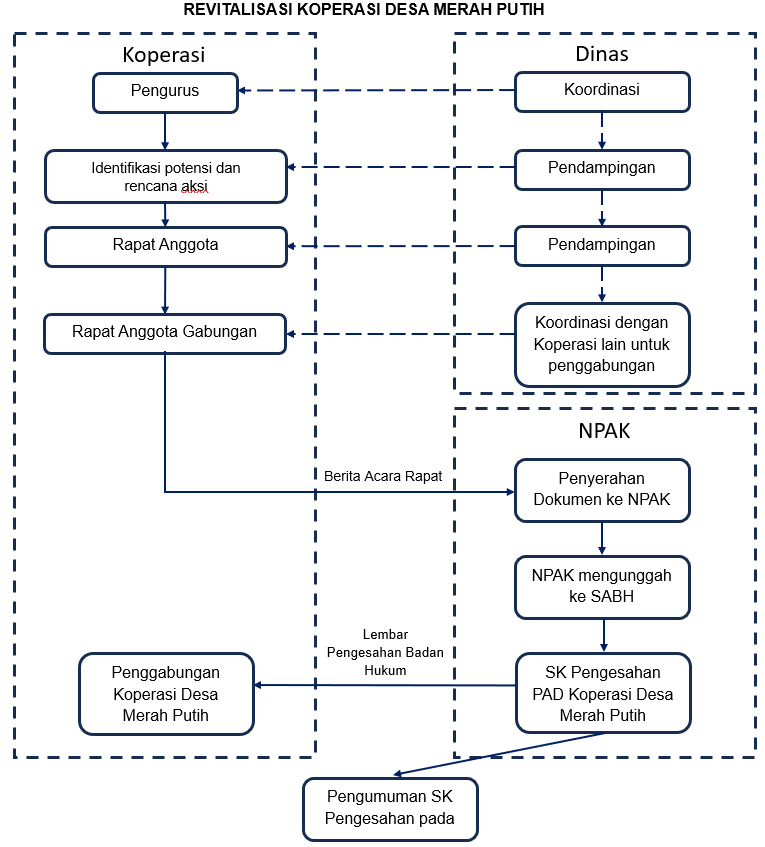 REVITALISASI KOPERASI DESA MERAH PUTIH
Koperasi
Pengurus
Identifikasi potensi dan
rencana aksi
Rapat Anggota
Rapat Anggota Gabungan
Dinas
Koordinasi
Pendampingan
Pendampingan
Koordinasi dengan
Koperasi lain untuk
penggabungan
NPAK
Berita Acara Rapat
Penyerahan
Dokumen ke NPAK
NPAK mengunggah
ke SABH
SK Pengesahan
PAD Koperasi Desa
Merah Putih
Lembar
Pengesahan Badan
Hukum
Penggabungan
Koperasi Desa
Merah Putih
Pengumuman SK
Pengesahan pada